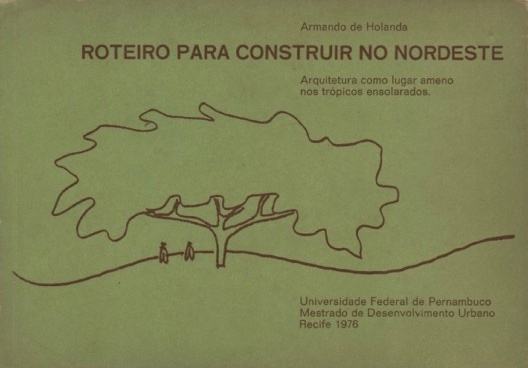 Armando de Holanda
ROTEIRO PARA CONSTRUIR NO NORDESTE
Arquitetura como lugar ameno
nos trópicos ensolarados.
Universidade Federal de Pernambuco
Mestrado de Desenvolvimento Urbano
Recife 1976